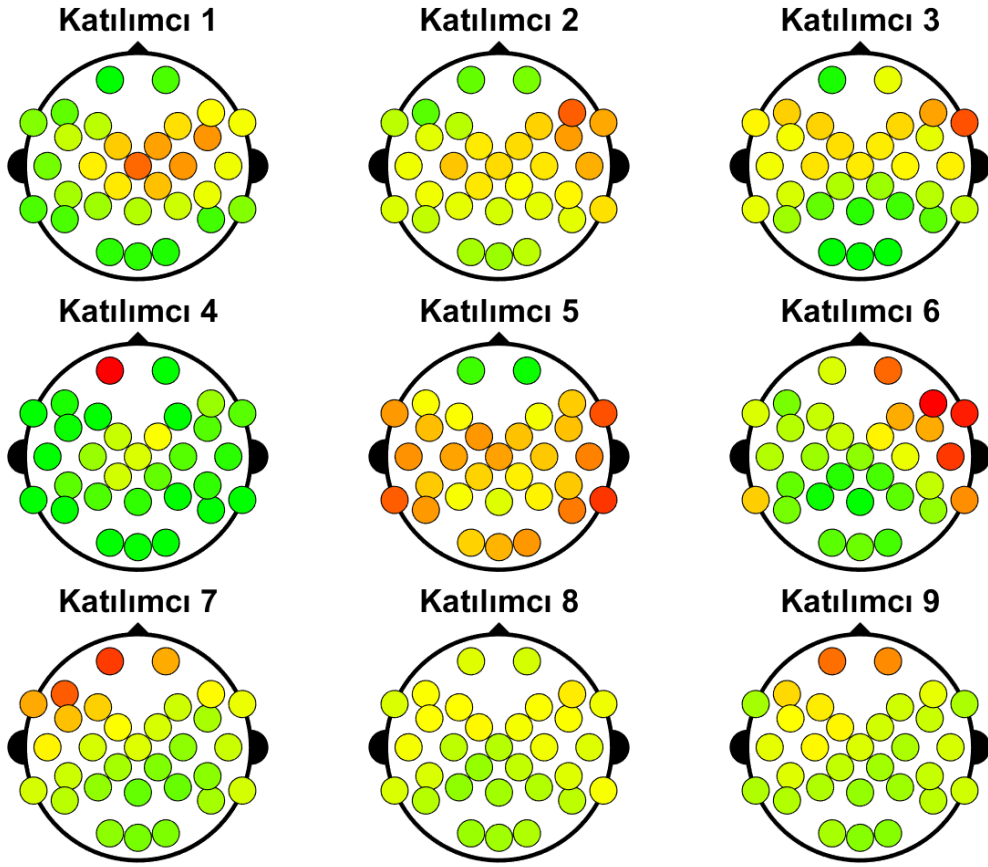 Katılımcı 1
Katılımcı 2
Katılımcı 3
Katılımcı 4
Katılımcı 5
Katılımcı 6
Katılımcı 7
Katılımcı 8
Katılımcı 9